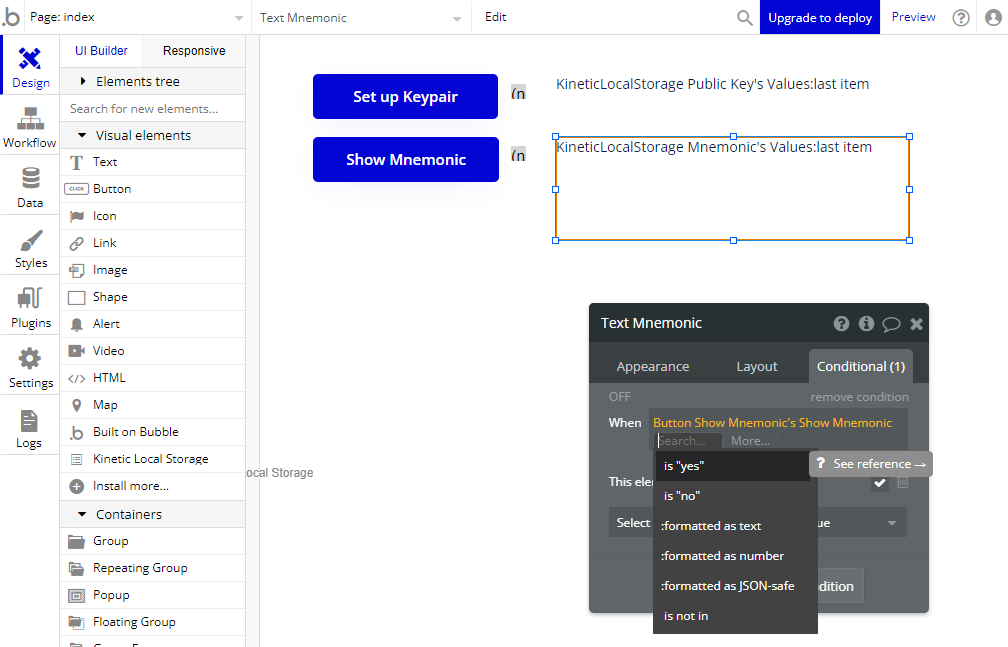 Page: index
Text Mnemonic
Edit
Upgrade to deploy
Preview
Design
Workflow
Data
Styles
Plugins
Settings
Logs
UI Builder
Responsive
Elements tree
Search for new elements...
Visual elements
Text
CLICK Button
Icon
Link
Image
Shape
Alert
Video
HTML
Map
Built on Bubble
Kinetic Local Storage
Install more...
Containers
Group
Repeating Group
Popup
Floating Group
Set up Keypair
(n
KineticLocalStorage Public Key's Values:last item
Show Mnemonic
(n
KineticLocalStorage Mnemonic's Values:last item
ocal Storage
Text Mnemonic
Appearance
Layout
Conditional (1)
OFF
remove condition
When
Button Show Mnemonic's Show Mnemonic
Search...
More...
is "yes"
? See reference →
This ele
is "no"
Select
:formatted as text
ue
:formatted as number
:formatted as JSON-safe
dition
is not in